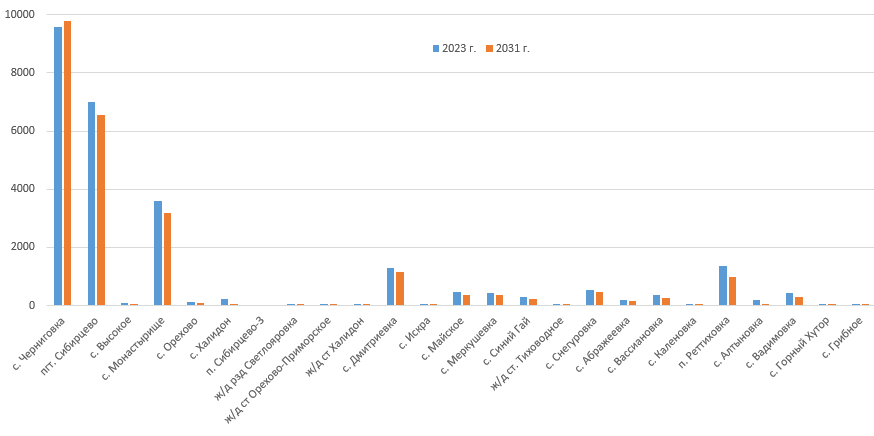 10000
2023 г.
2031 г.
8000
6000
4000
2000
0
с. Черниговка
пгт. Сибирцево
с. Высокое
с. Монастырище
с. Орехово
с. Халидон
п. Сибирцево-3
ж/д рзд Светлояровка
ж/д ст Орехово-Приморское
ж/д ст Халидон
с. Дмитриевка
с. Искра
с. Майское
с. Меркушевка
с. Синий Гай
ж/д ст. Тиховодное
с. Снегуровка
с. Абражеевка
с. Вассиановка
с. Каленовка
п. Реттиховка
с. Алтыновка
с. Вадимовка
с. Горный Хутор
с. Грибное